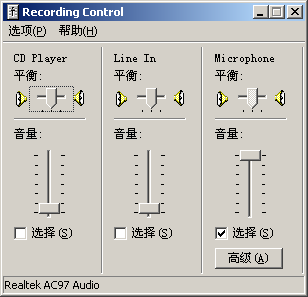 Recording Control
选项(P) 帮助(H)
CD Player Line In Microphone
平衡: 平衡: 平衡:
音量: 音量: 音量:
选择(S) 选择(S) 选择(S)
高级(A)
Realtek AC97 Audio